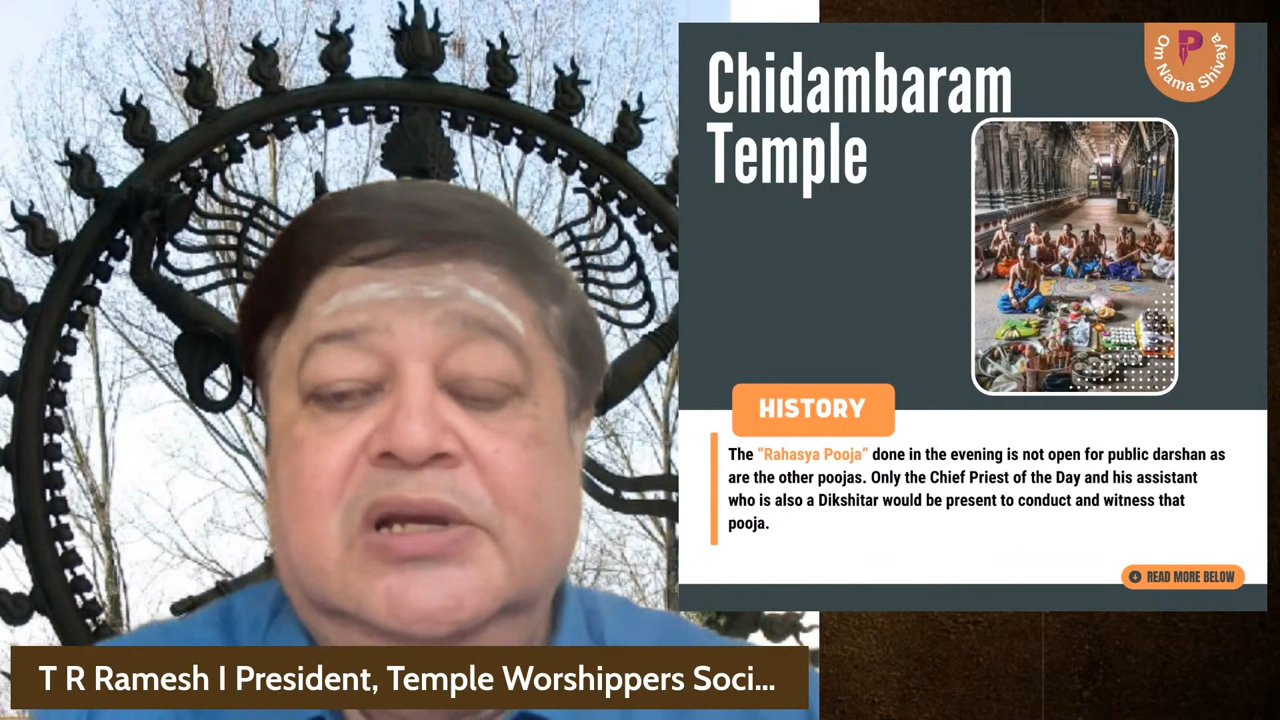 Chidambaram
Temple
Om Nama Shivaya
P
HISTORY
The “Rahasya Pooja” done in the evening is not open for public darshan as
are the other poojas. Only the Chief Priest of the Day and his assistant
who is also a Dikshitar would be present to conduct and witness that
pooja.
READ MORE BELOW
T R Ramesh I President, Temple Worshippers Soci...